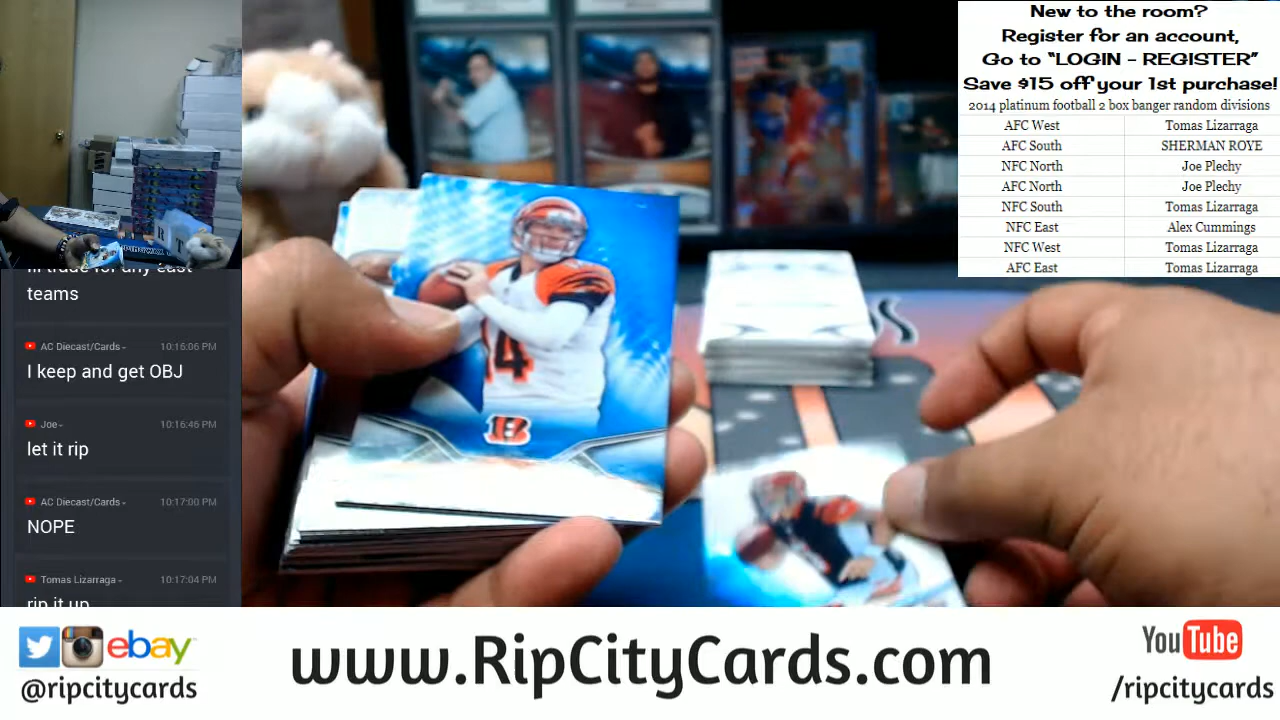 New to the room?
Register for an account,
Go to "LOGIN - REGISTER"
Save $15 off your 1st purchase!
2014 platinum football 2 box banger random divisions
AFC West Tomas Lizarraga
AFC South SHERMAN ROYE
NFC North Joe Plechy
AFC North Joe Plechy
NFC South Tomas Lizarraga
NFC East Alex Cummings
NFC West Tomas Lizarraga
AFC East Tomas Lizarraga
teams
AC Diecast/Cards 10:16:06 PM
I keep and get OBJ
Joe 10:16:46 PM
let it rip
AC Diecast/Cards 10:17:00 PM
NOPE
Tomas Lizarraga 10:17:04 PM
rip it up
14
B
ebay
@ripcitycards
www.RipCityCards.com
YouTube
/ripcitycards